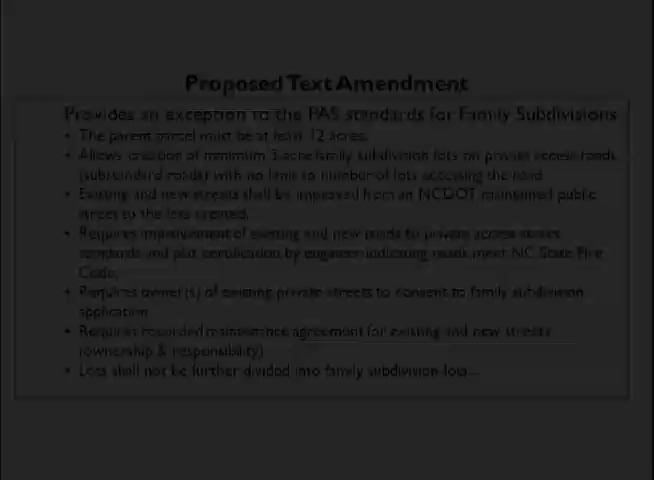 Proposed Text Amendment
Provides an exception to the PAS standards for Family Subdivisions
• The parent parcel must be at least 12 acres.
• Allows creation of minimum 3 acre family subdivision lots on private access roads
(substandard roads) with no limit to number of lots accessing the road
• Existing and new streets shall be improved from an NCDOT maintained public
street to the lots created.
• Requires improvement of existing and new roads to private access street
standards and plat certification by engineer indicating roads meet NC State Fire
Code.
• Requires owner(s) of existing private streets to consent to family subdivision
application
• Requires recorded maintenance agreement for existing and new streets
(ownership & responsibility)
• Lots shall not be further divided into family subdivision lots